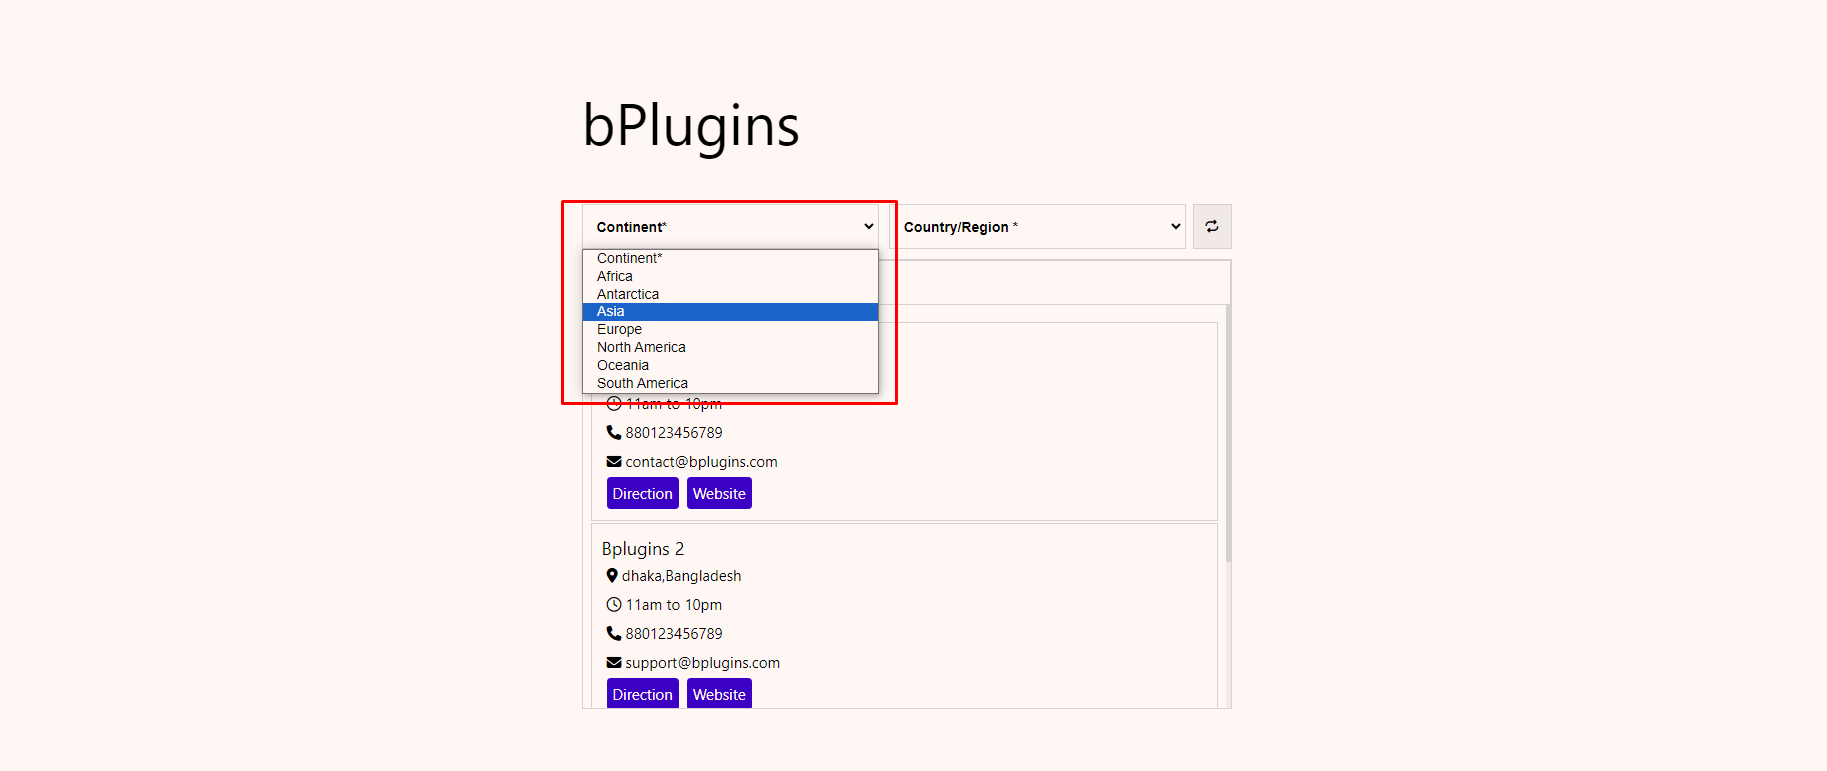 bPlugins
Continent* Country/Region *
Continent*
Africa
Antarctica
Asia
Europe
North America
Oceania
South America
11am to 10pm
880123456789
contact@bplugins.com
Direction Website
Bplugins 2
dhaka,Bangladesh
11am to 10pm
880123456789
support@bplugins.com
Direction Website